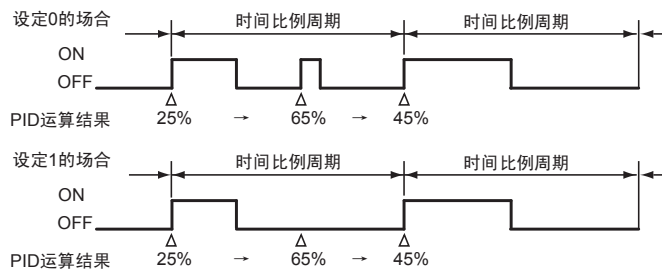 设定0的场合
时间比例周期
时间比例周期
ON
OFF
PID运算结果
25% → 65% → 45%
设定1的场合
时间比例周期
时间比例周期
ON
OFF
PID运算结果
25% → 65% → 45%